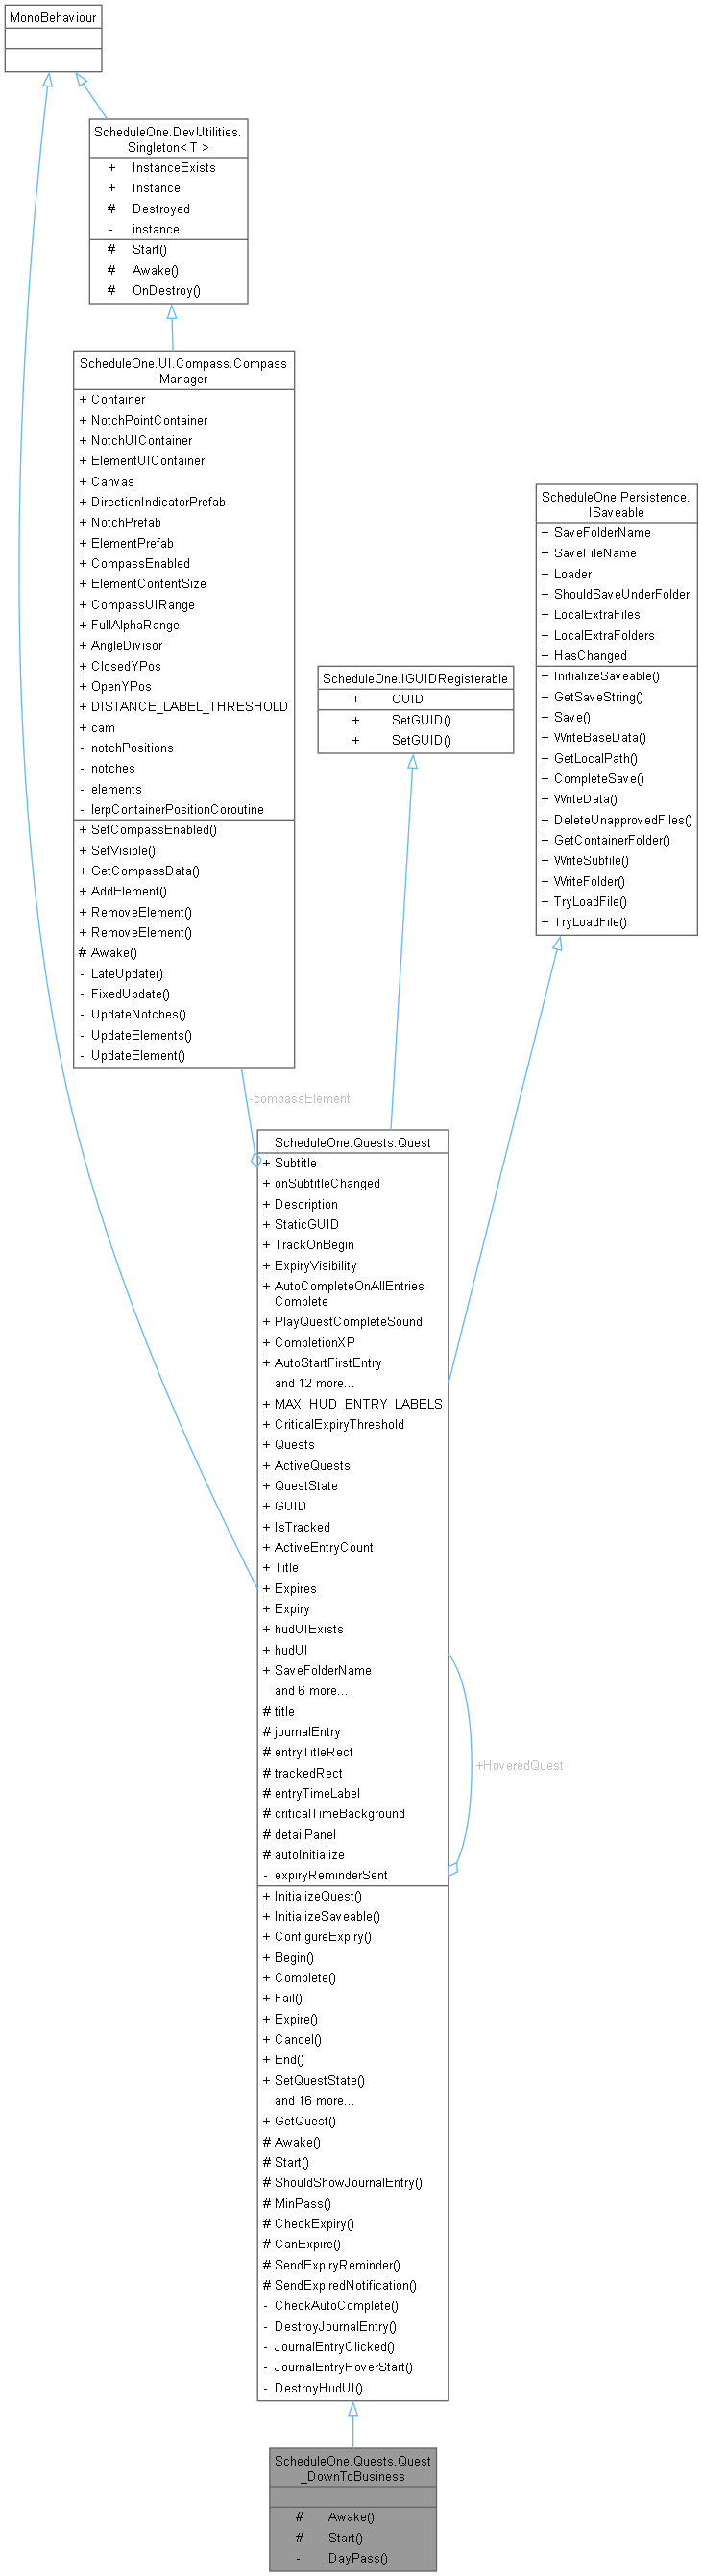 MonoBehaviour
ScheduleOne.DevUtilities.
Singleton< T >
+ InstanceExists
+ Instance
# Destroyed
- instance
# Start()
# Awake()
# OnDestroy()
ScheduleOne.UI.Compass.Compass
Manager
+ Container
+ NotchPointContainer
+ NotchUIContainer
+ ElementUIContainer
+ Canvas
+ DirectionIndicatorPrefab
+ NotchPrefab
+ ElementPrefab
+ CompassEnabled
+ ElementContentSize
+ CompassUIRange
+ FullAlphaRange
+ AngleDivisor
+ ClosedYPos
+ OpenYPos
+ DISTANCE_LABEL_THRESHOLD
+ cam
- notchPositions
- notches
- elements
- lerpContainerPositionCoroutine
+ SetCompassEnabled()
+ SetVisible()
+ GetCompassData()
+ AddElement()
+ RemoveElement()
+ RemoveElement()
# Awake()
- LateUpdate()
- FixedUpdate()
- UpdateNotches()
- UpdateElements()
- UpdateElement()
ScheduleOne.Persistence.
ISaveable
+ SaveFolderName
+ SaveFileName
+ Loader
+ ShouldSaveUnderFolder
+ LocalExtraFiles
+ LocalExtraFolders
+ HasChanged
+ InitializeSaveable()
+ GetSaveString()
+ Save()
+ WriteBaseData()
+ GetLocalPath()
+ CompleteSave()
+ WriteData()
+ DeleteUnapprovedFiles()
+ GetContainerFolder()
+ WriteSubfile()
+ WriteFolder()
+ TryLoadFile()
+ TryLoadFile()
ScheduleOne.IGUIDRegisterable
+ GUID
+ SetGUID()
+ SetGUID()
-compassElement
ScheduleOne.Quests.Quest
+ Subtitle
+ onSubtitleChanged
+ Description
+ StaticGUID
+ TrackOnBegin
+ ExpiryVisibility
+ AutoCompleteOnAllEntries
Complete
+ PlayQuestCompleteSound
+ CompletionXP
+ AutoStartFirstEntry
and 12 more...
+ MAX_HUD_ENTRY_LABELS
+ CriticalExpiryThreshold
+ Quests
+ ActiveQuests
+ QuestState
+ GUID
+ IsTracked
+ ActiveEntryCount
+ Title
+ Expires
+ Expiry
+ hudUIExists
+ hudUI
+ SaveFolderName
and 6 more...
# title
# journalEntry
# entryTitleRect
# trackedRect
# entryTimeLabel
# criticalTimeBackground
# detailPanel
# autoInitialize
- expiryReminderSent
+ InitializeQuest()
+ InitializeSaveable()
+ ConfigureExpiry()
+ Begin()
+ Complete()
+ Fail()
+ Expire()
+ Cancel()
+ End()
+ SetQuestState()
and 16 more...
+ GetQuest()
# Awake()
# Start()
# ShouldShowJournalEntry()
# MinPass()
# CheckExpiry()
# CanExpire()
# SendExpiryReminder()
# SendExpiredNotification()
- CheckAutoComplete()
- DestroyJournalEntry()
- JournalEntryClicked()
- JournalEntryHoverStart()
- DestroyHudUI()
+HoveredQuest
ScheduleOne.Quests.Quest
_DownToBusiness
# Awake()
# Start()
- DayPass()